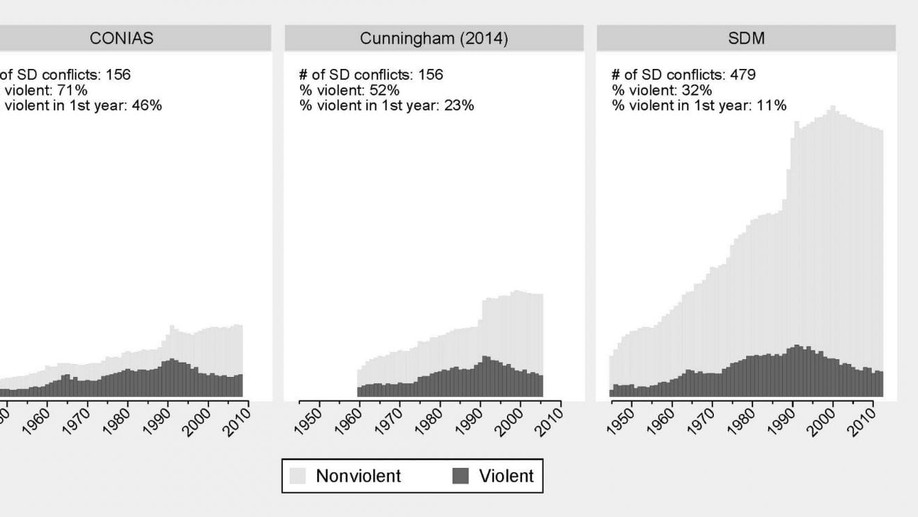 CONIAS
of SD conflicts: 156
violent: 71%
violent in 1st year: 46%
1960 1970 1980 1990 2000 2010
Cunningham (2014)
# of SD conflicts: 156
% violent: 52%
% violent in 1st year: 23%
1950 1960 1970 1980 1990 2000 2010
SDM
# of SD conflicts: 479
% violent: 32%
% violent in 1st year: 11%
1950 1960 1970 1980 1990 2000 2010
Nonviolent Violent